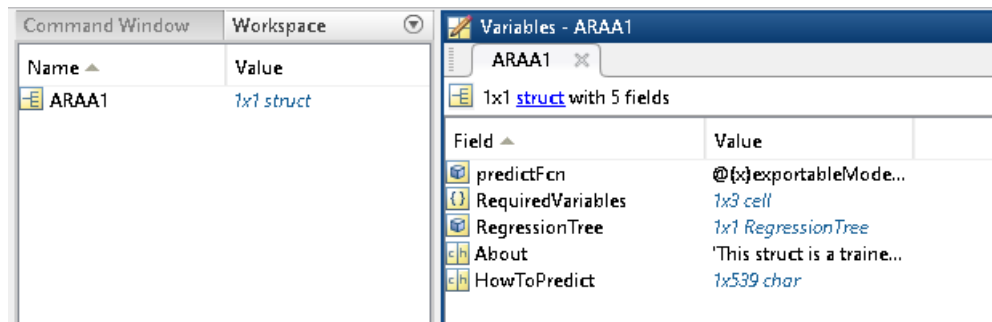 Command Window Workspace
Name Value
ARAA1 1x1 struct
Variables - ARAA1
ARAA1
1x1 struct with 5 fields
Field Value
predictFcn @(x)exportableMode...
RequiredVariables 1x3 cell
RegressionTree 1x1 RegressionTree
About 'This struct is a traine...
HowToPredict 1x539 char